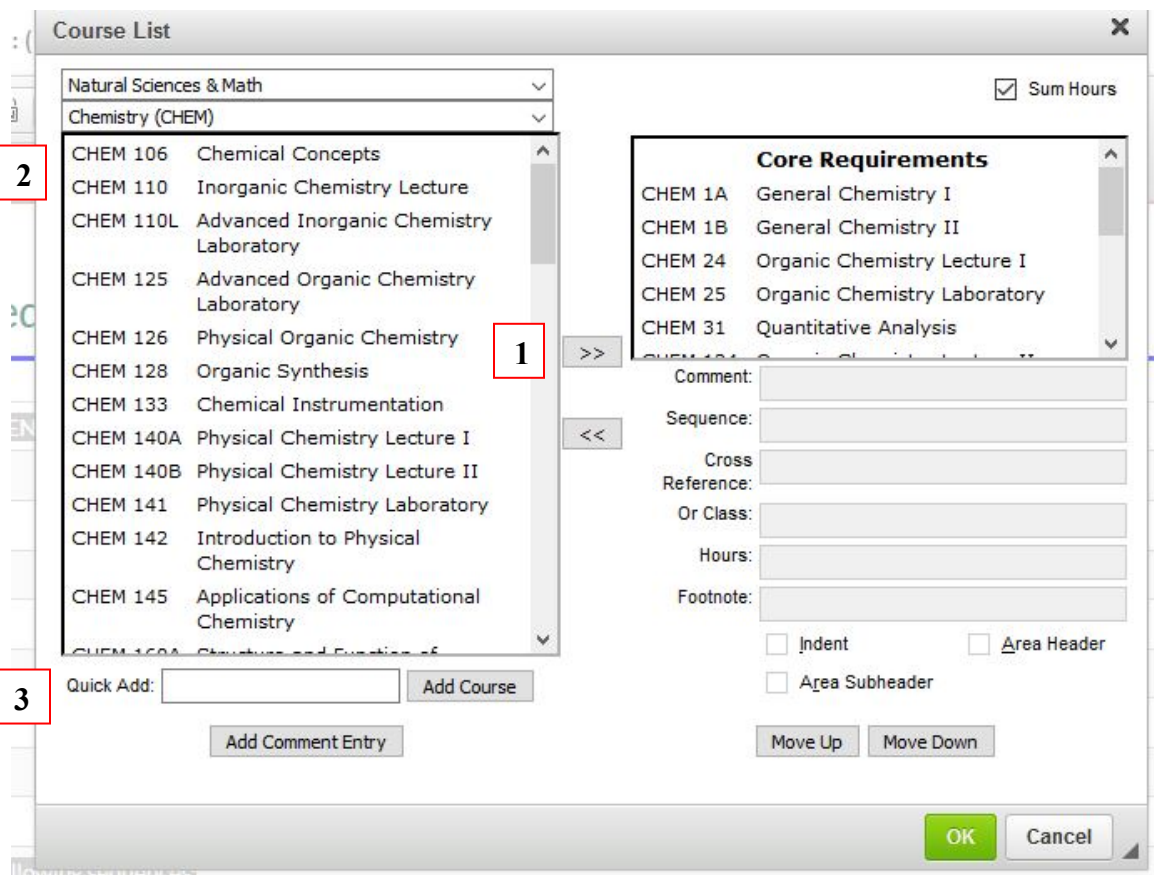 Course List
: (
Natural Sciences & Math
Sum Hours
Chemistry (CHEM)
2
CHEM 106 Chemical Concepts
CHEM 110 Inorganic Chemistry Lecture
CHEM 110L Advanced Inorganic Chemistry
Laboratory
CHEM 125 Advanced Organic Chemistry
Laboratory
CHEM 126 Physical Organic Chemistry
CHEM 128 Organic Synthesis
CHEM 133 Chemical Instrumentation
CHEM 140A Physical Chemistry Lecture I
CHEM 140B Physical Chemistry Lecture II
CHEM 141 Physical Chemistry Laboratory
CHEM 142 Introduction to Physical
Chemistry
CHEM 145 Applications of Computational
Chemistry
CHEM 160A Structure and Function of
1
>>
<<
Core Requirements
CHEM 1A General Chemistry I
CHEM 1B General Chemistry II
CHEM 24 Organic Chemistry Lecture I
CHEM 25 Organic Chemistry Laboratory
CHEM 31 Quantitative Analysis
Comment:
Sequence:
Cross
Reference:
Or Class:
Hours:
Footnote:
Indent
Area Header
Area Subheader
3
Quick Add:
Add Course
Add Comment Entry
Move Up
Move Down
OK
Cancel